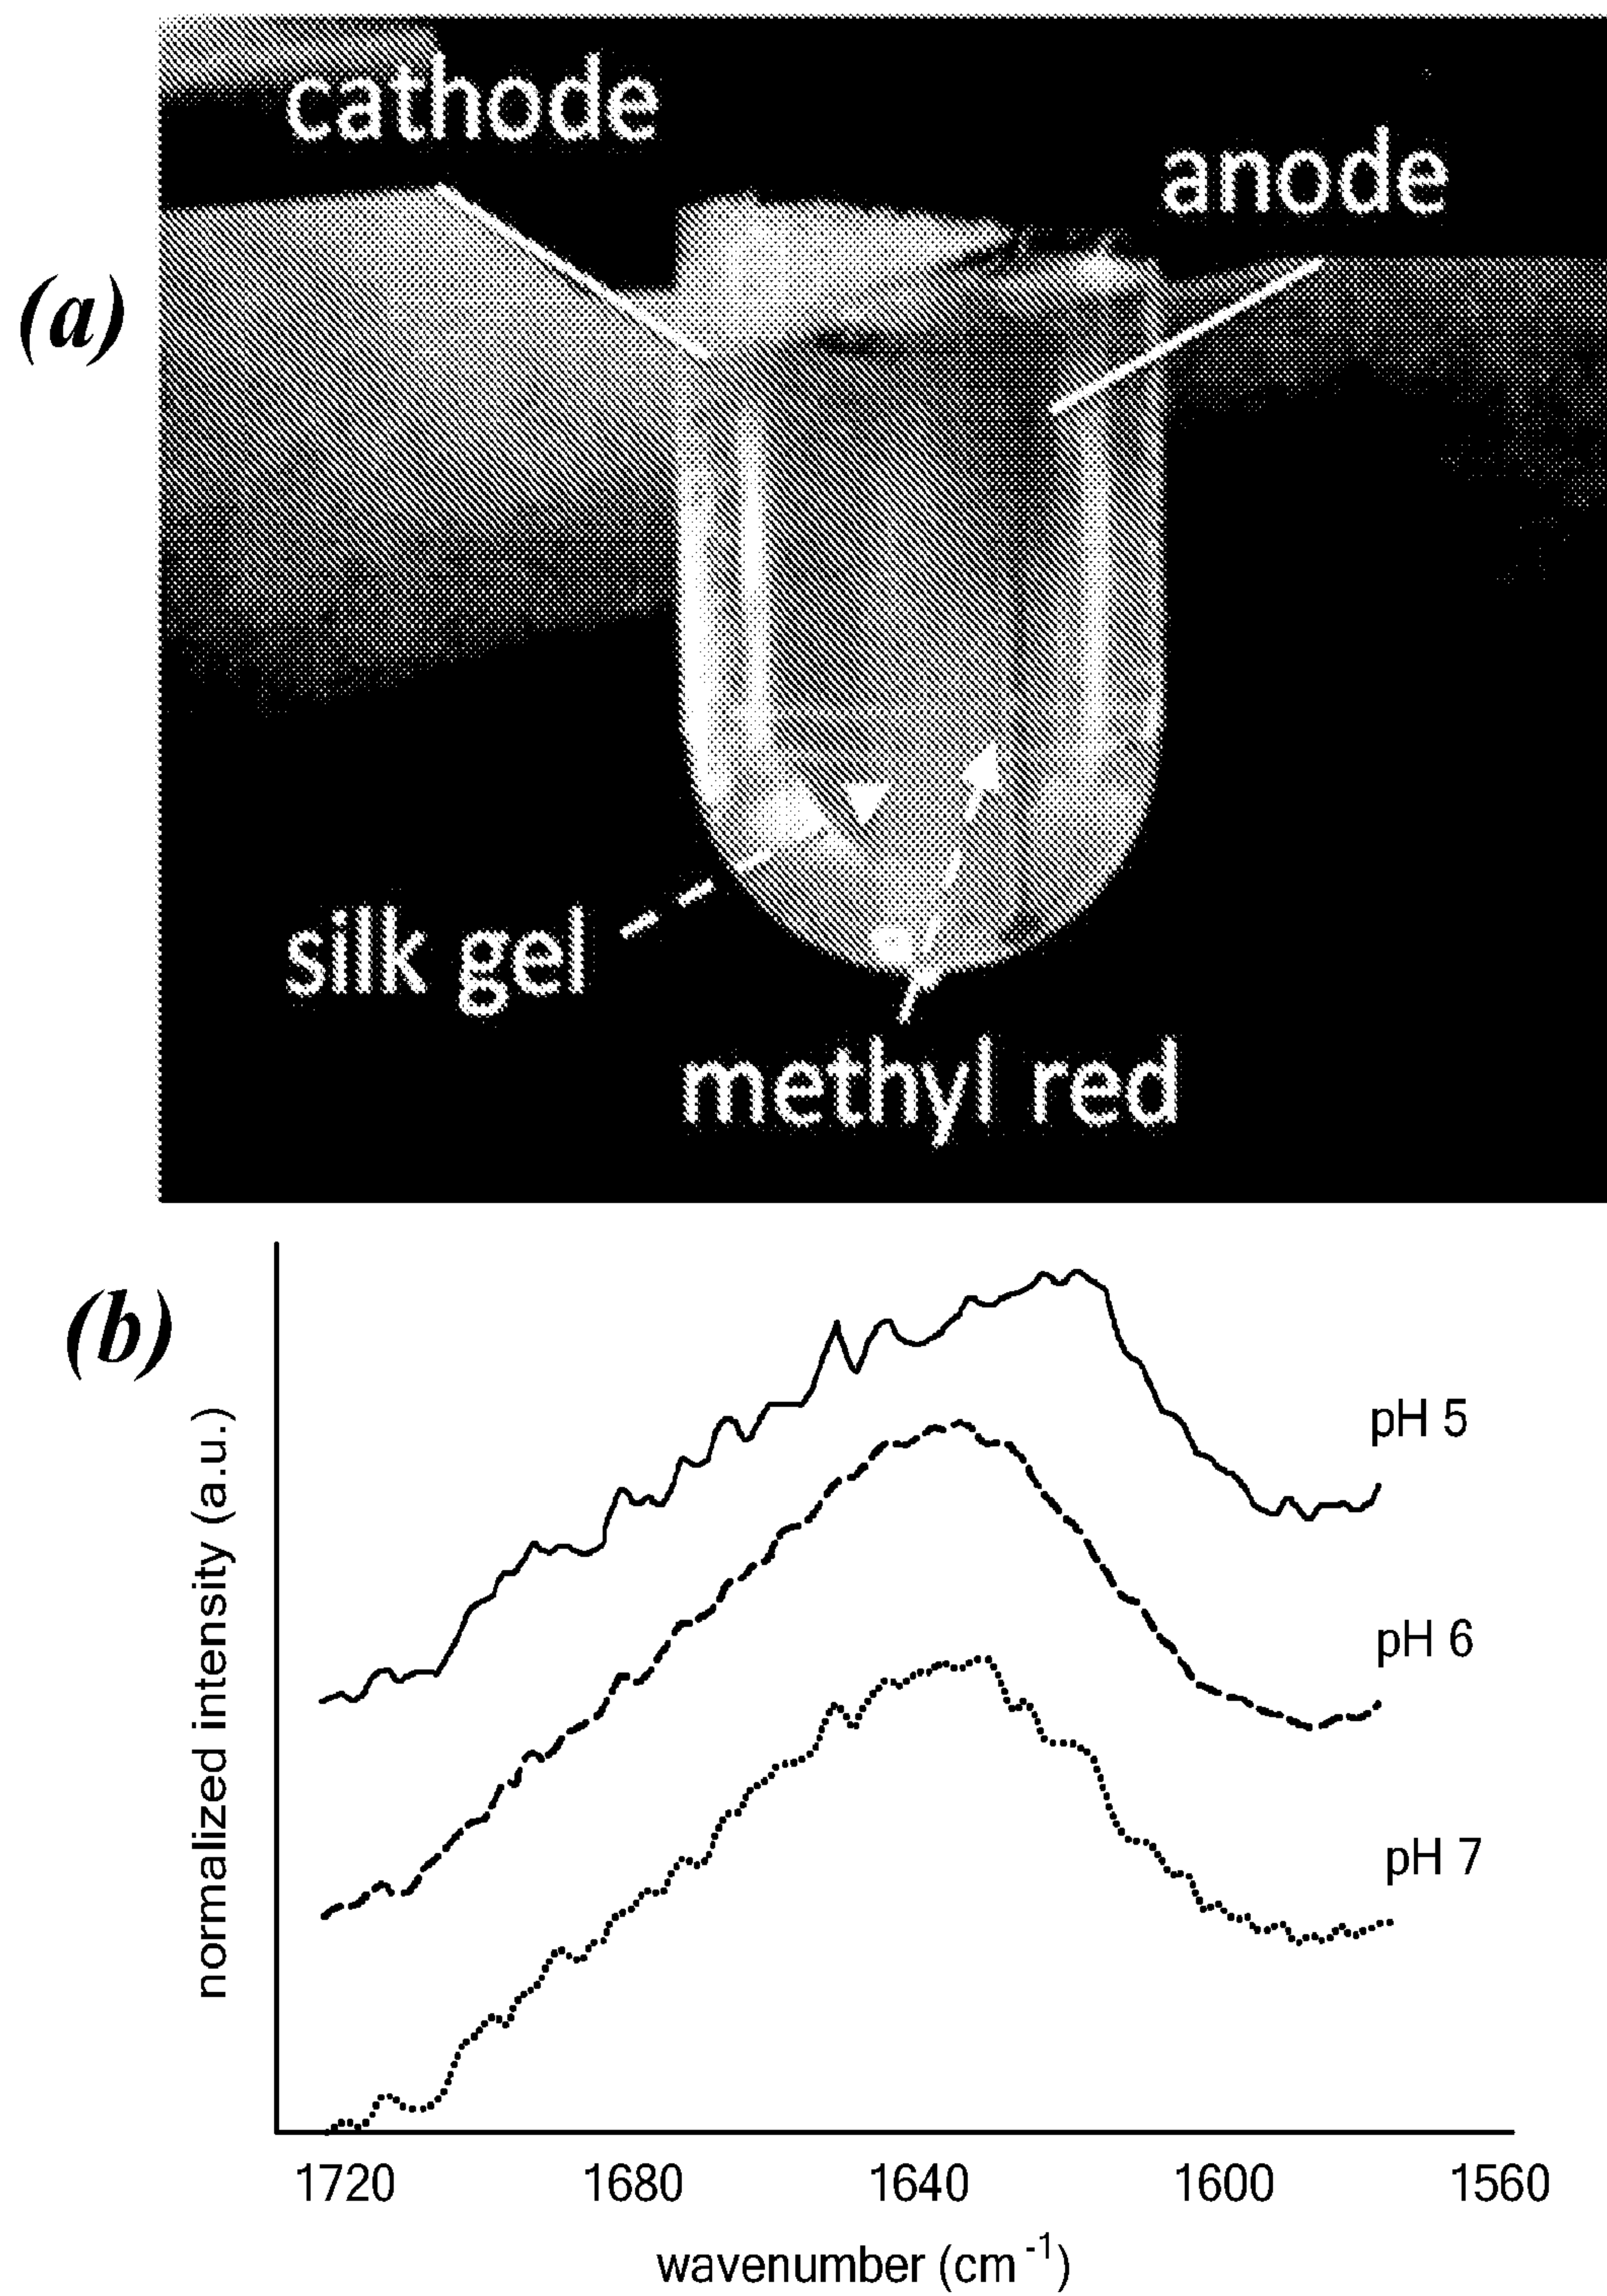 (a)
cathode
anode
silk gel
methyl red
(b)
normalized intensity (a.u.)
pH 5
pH 6
pH 7
1720 1680 1640 1600 1560
wavenumber (cm⁻¹)